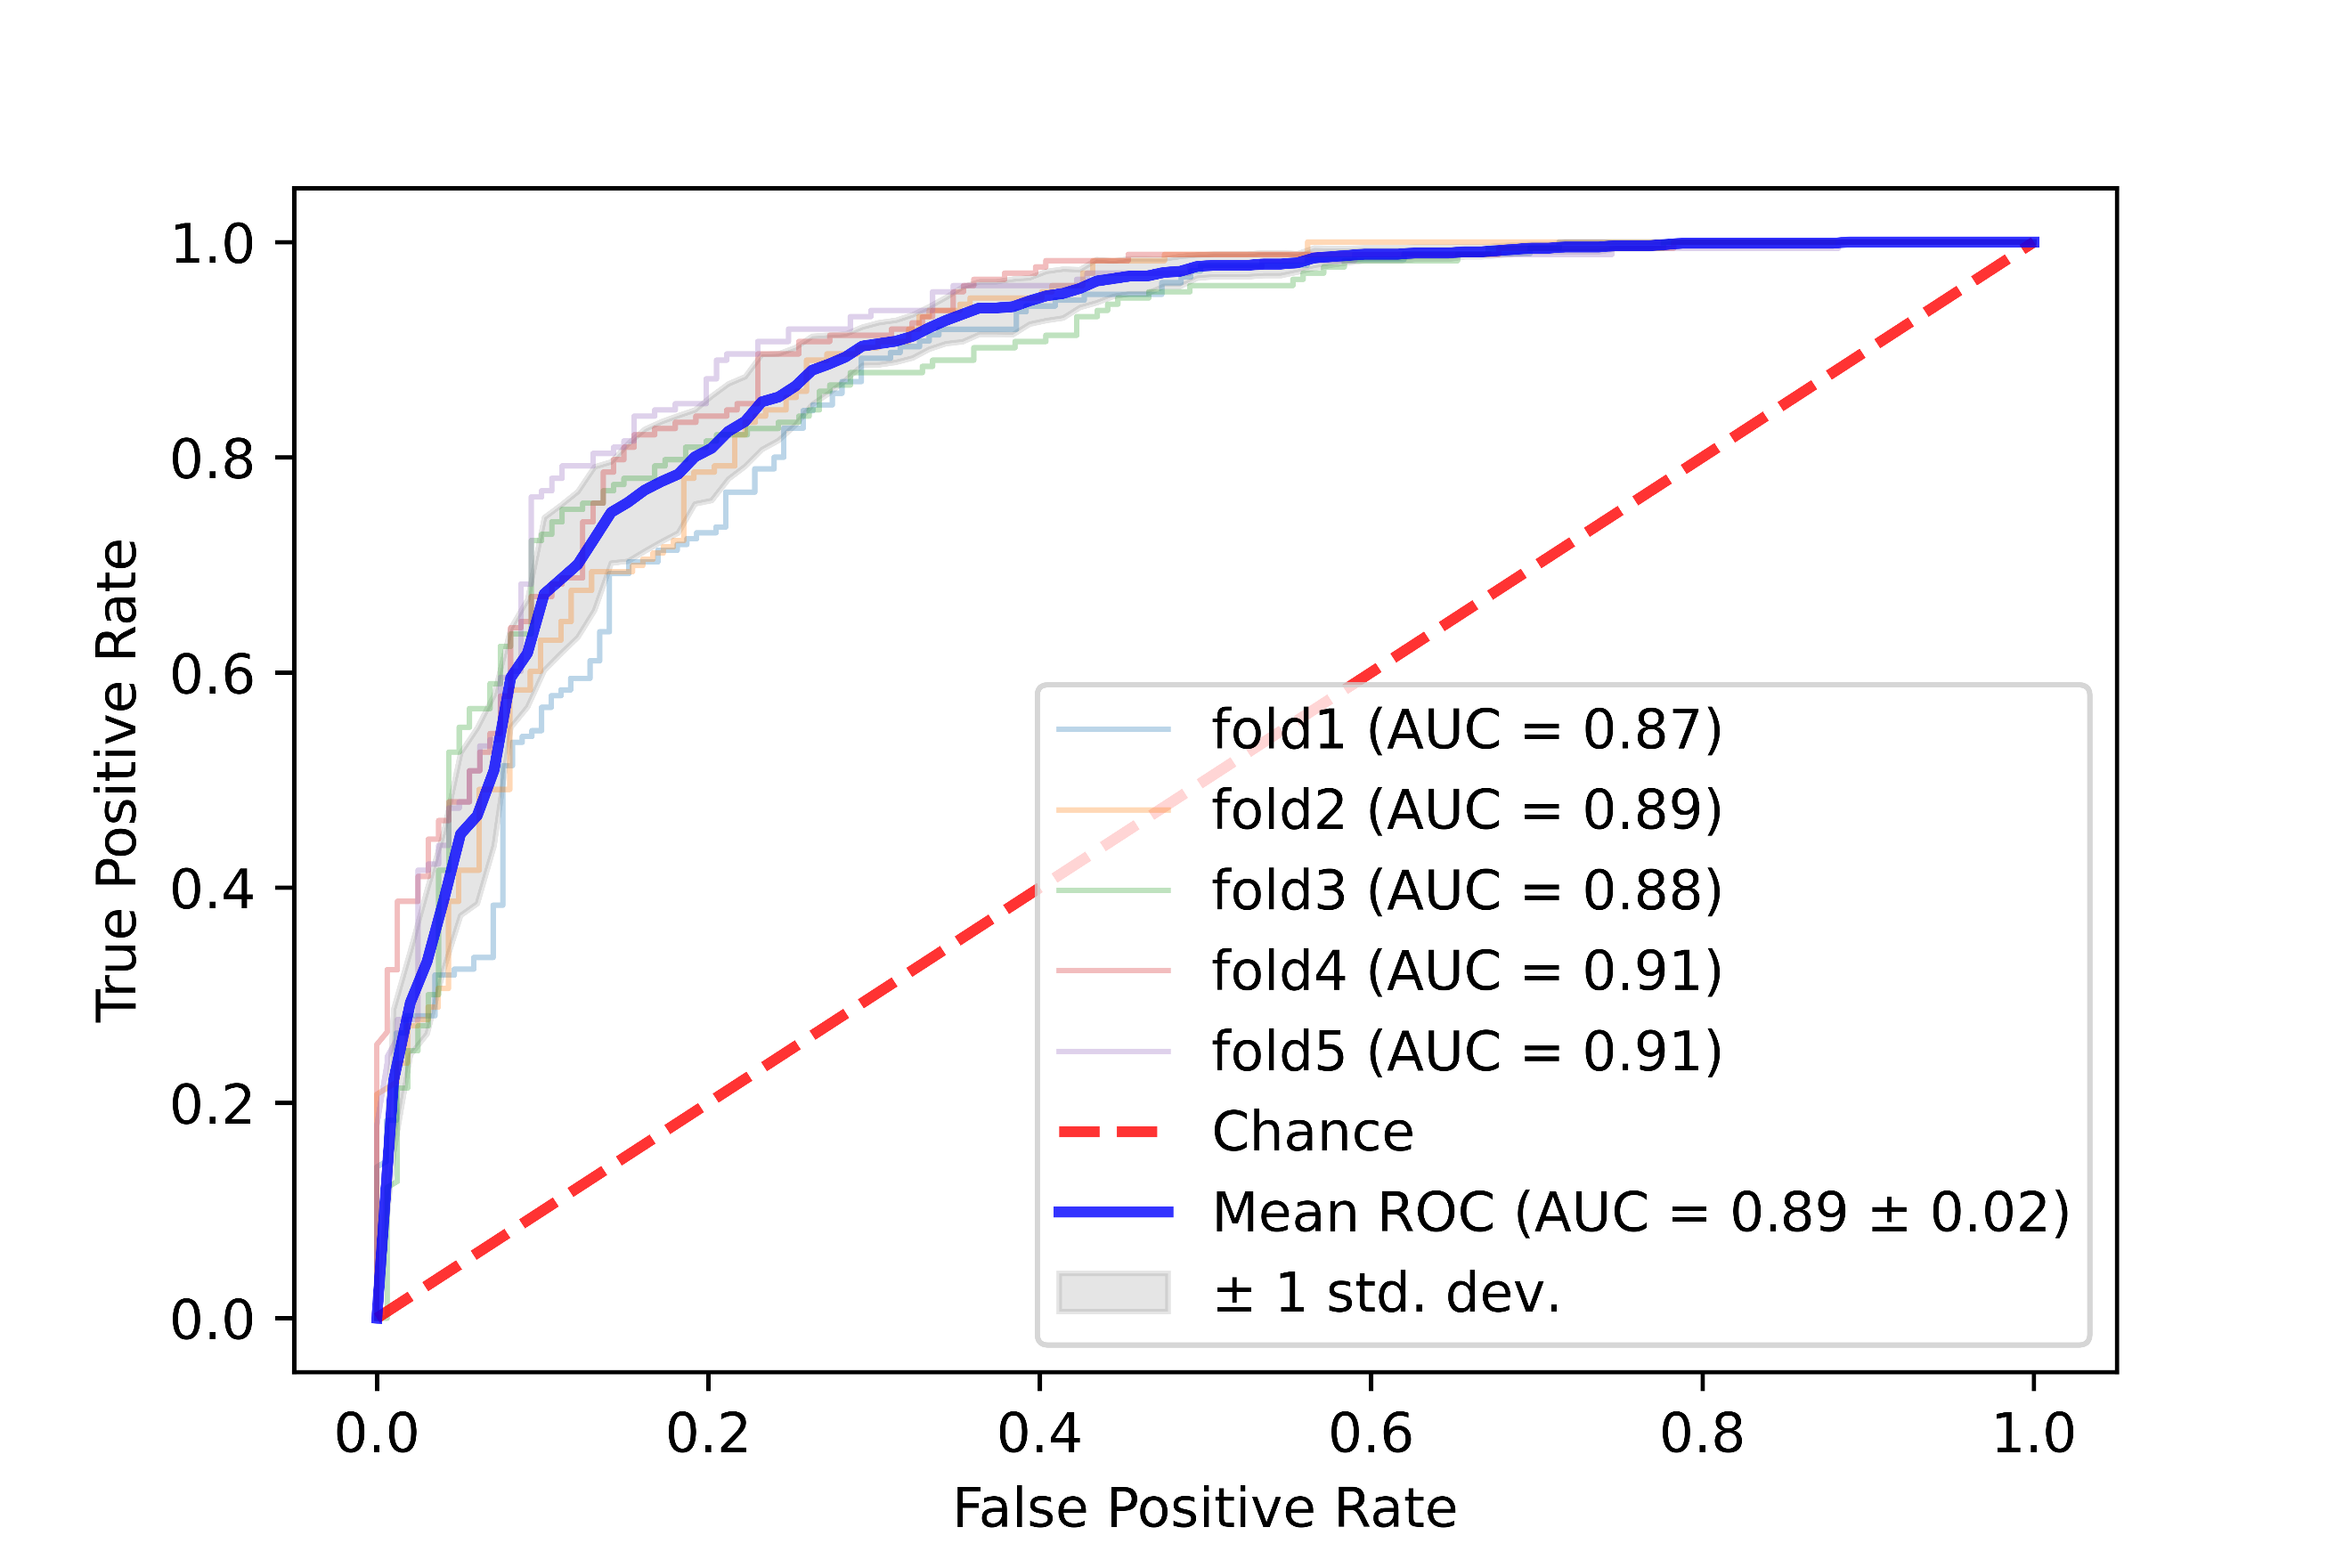 1.0
0.8
0.6
0.4
0.2
0.0
True Positive Rate
fold1 (AUC = 0.87)
fold2 (AUC = 0.89)
fold3 (AUC = 0.88)
fold4 (AUC = 0.91)
fold5 (AUC = 0.91)
Chance
Mean ROC (AUC = 0.89 ± 0.02)
± 1 std. dev.
0.0 0.2 0.4 0.6 0.8 1.0
False Positive Rate